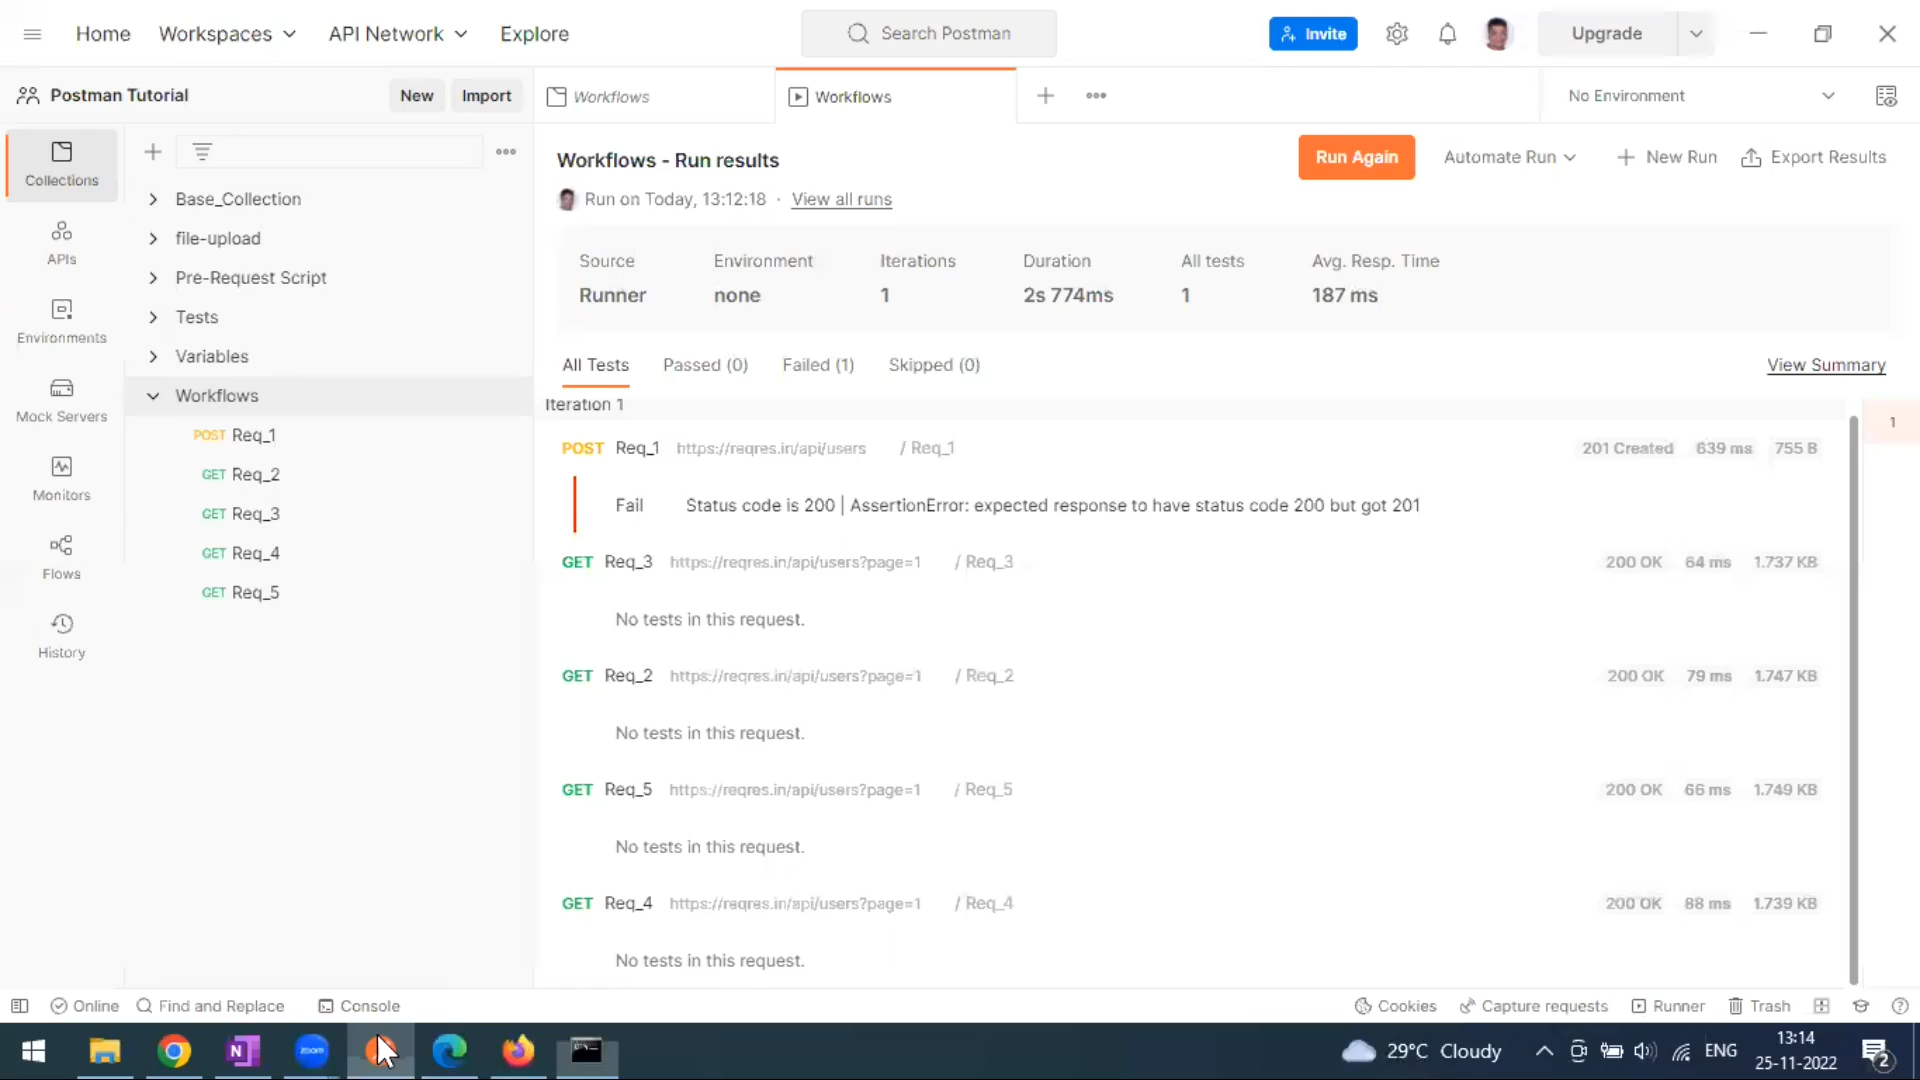 Home Workspaces API Network Explore Search Postman Invite Upgrade
Postman Tutorial New Import Workflows Workflows No Environment
Collections
APIs
Environments
Mock Servers
Monitors
Flows
History
Base_Collection
file-upload
Pre-Request Script
Tests
Variables
Workflows
POST Req_1
GET Req_2
GET Req_3
GET Req_4
GET Req_5
Workflows - Run results Run Again Automate Run New Run Export Results
Run on Today, 13:12:18 · View all runs
Source Environment Iterations Duration All tests Avg. Resp. Time
Runner none 1 2s 774ms 1 187 ms
All Tests Passed (0) Failed (1) Skipped (0) View Summary
Iteration 1
1
POST Req_1 https://reqres.in/api/users / Req_1 201 Created 639 ms 755 B
Fail Status code is 200 | AssertionError: expected response to have status code 200 but got 201
GET Req_3 https://reqres.in/api/users?page=1 / Req_3 200 OK 64 ms 1.737 KB
No tests in this request.
GET Req_2 https://reqres.in/api/users?page=1 / Req_2 200 OK 79 ms 1.747 KB
No tests in this request.
GET Req_5 https://reqres.in/api/users?page=1 / Req_5 200 OK 66 ms 1.749 KB
No tests in this request.
GET Req_4 https://reqres.in/api/users?page=1 / Req_4 200 OK 88 ms 1.739 KB
No tests in this request.
Online Find and Replace Console Cookies Capture requests Runner Trash
N zoom 29°C Cloudy ENG 13:14
25-11-2022 2